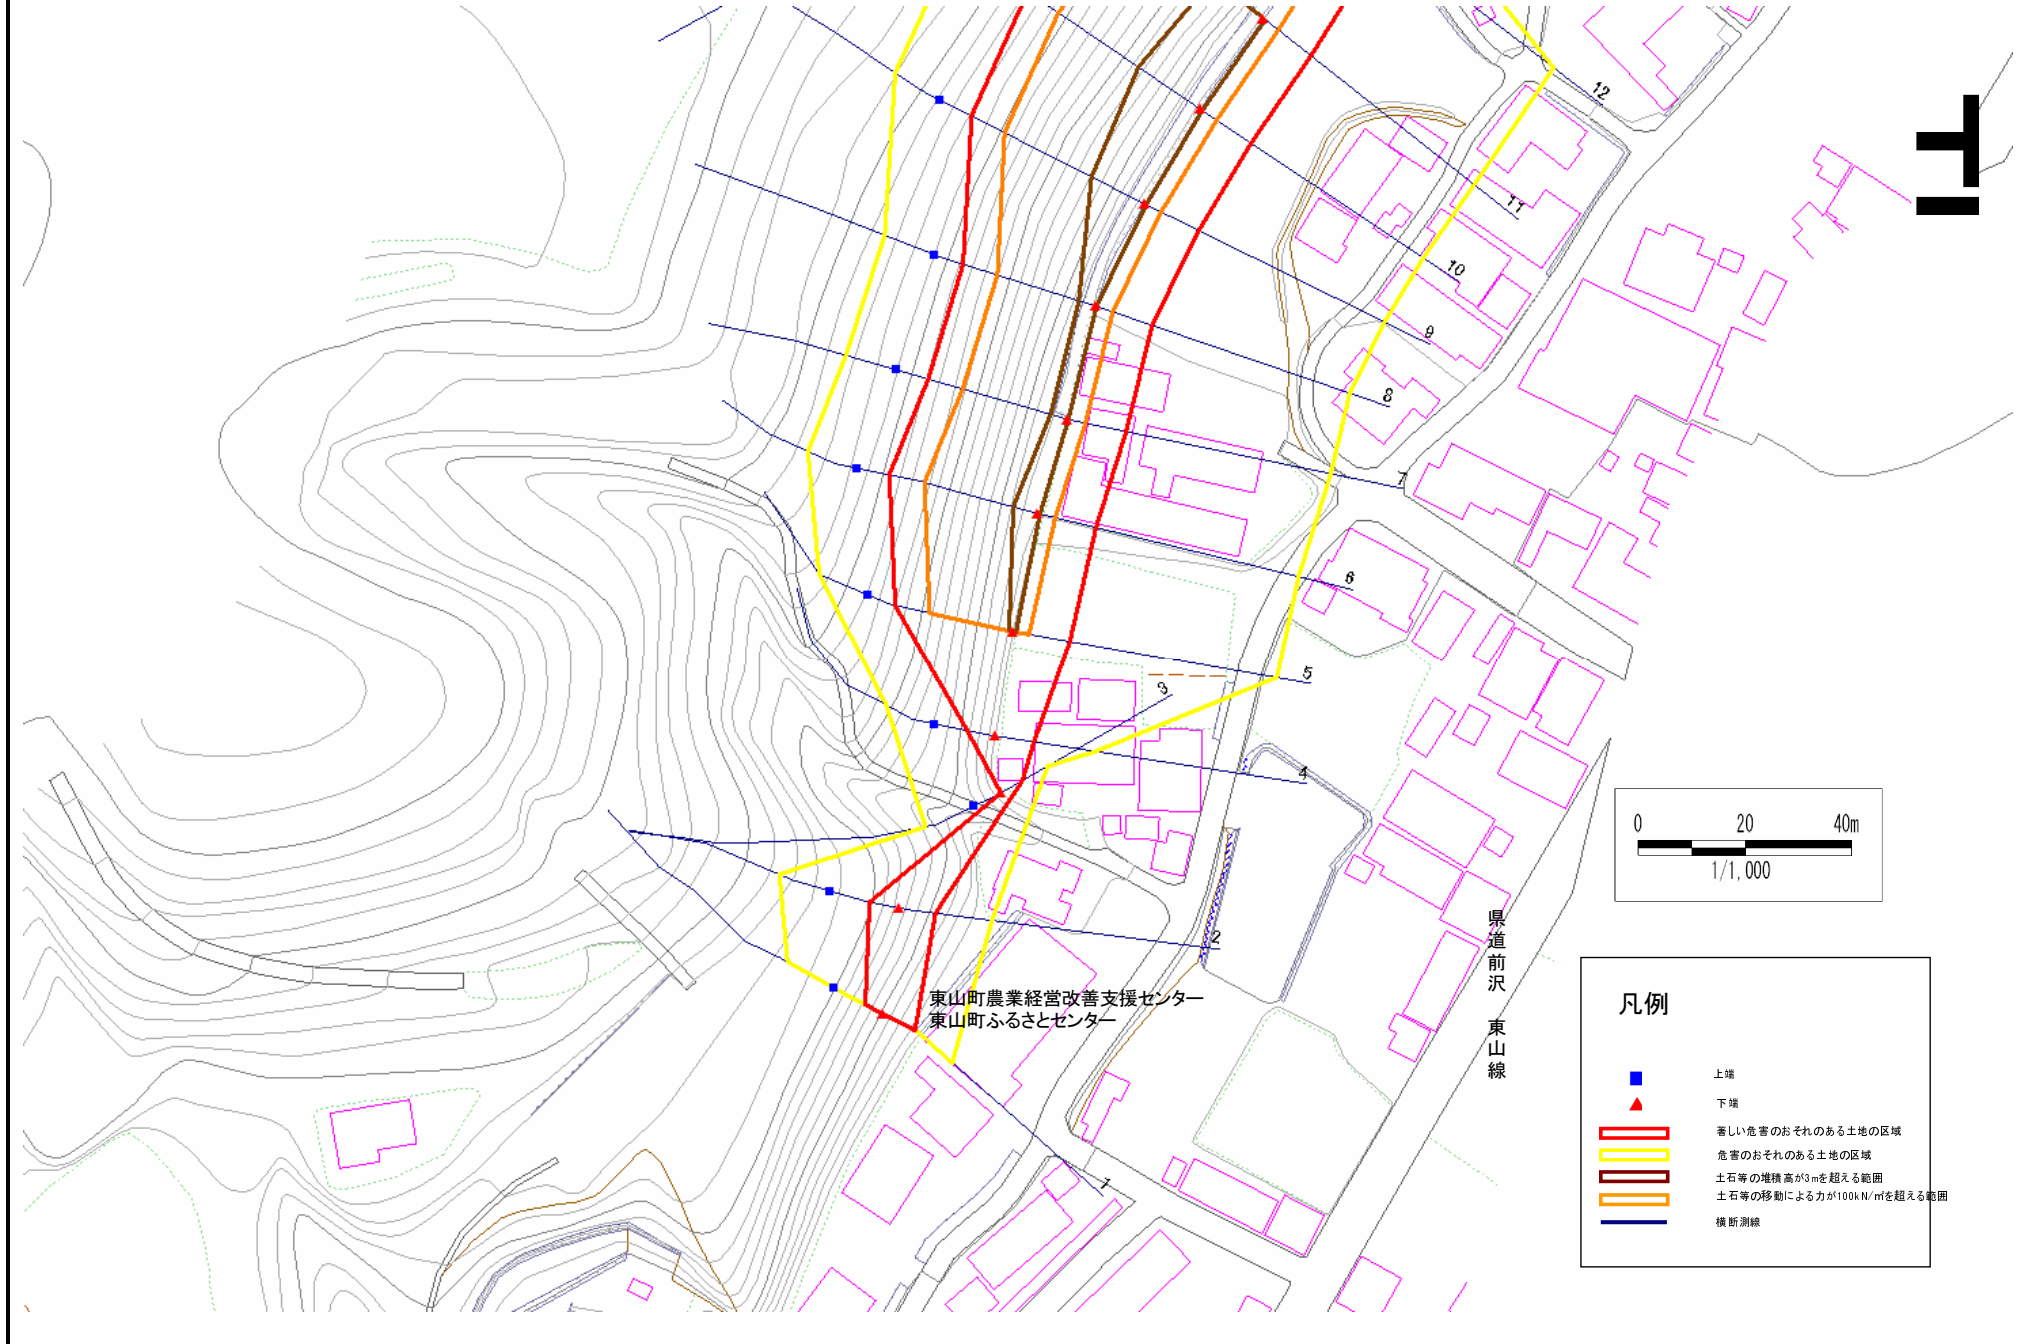 12
11
10
9
8
7
6
5
3
4
2
1
0 20 40m
1/1,000
県道前沢 東山線
東山町農業経営改善支援センター
東山町ふるさとセンター
凡例
上端
下端
著しい危害のおそれのある土地の区域
危害のおそれのある土地の区域
土石等の堆積高が3mを超える範囲
土石等の移動による力が100kN/㎡を超える範囲
横断測線